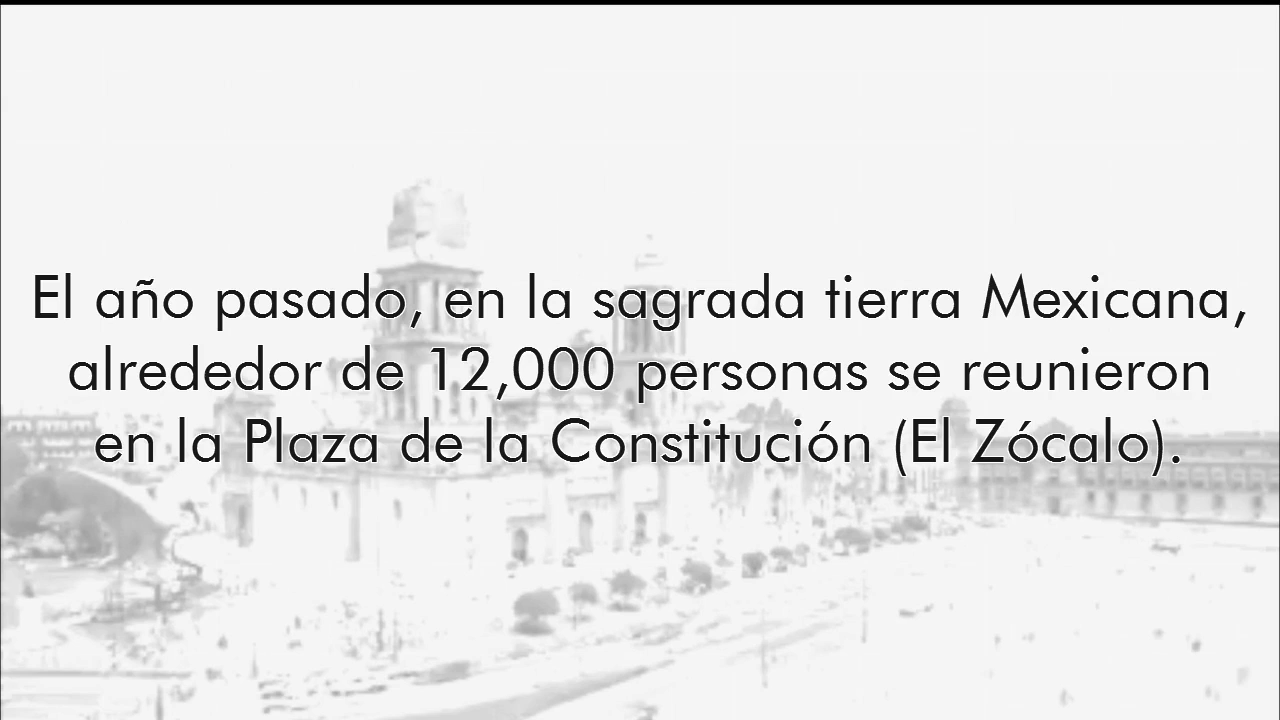 El año pasado, en la sagrada tierra Mexicana,
alrededor de 12,000 personas se reunieron
en la Plaza de la Constitución (El Zócalo).